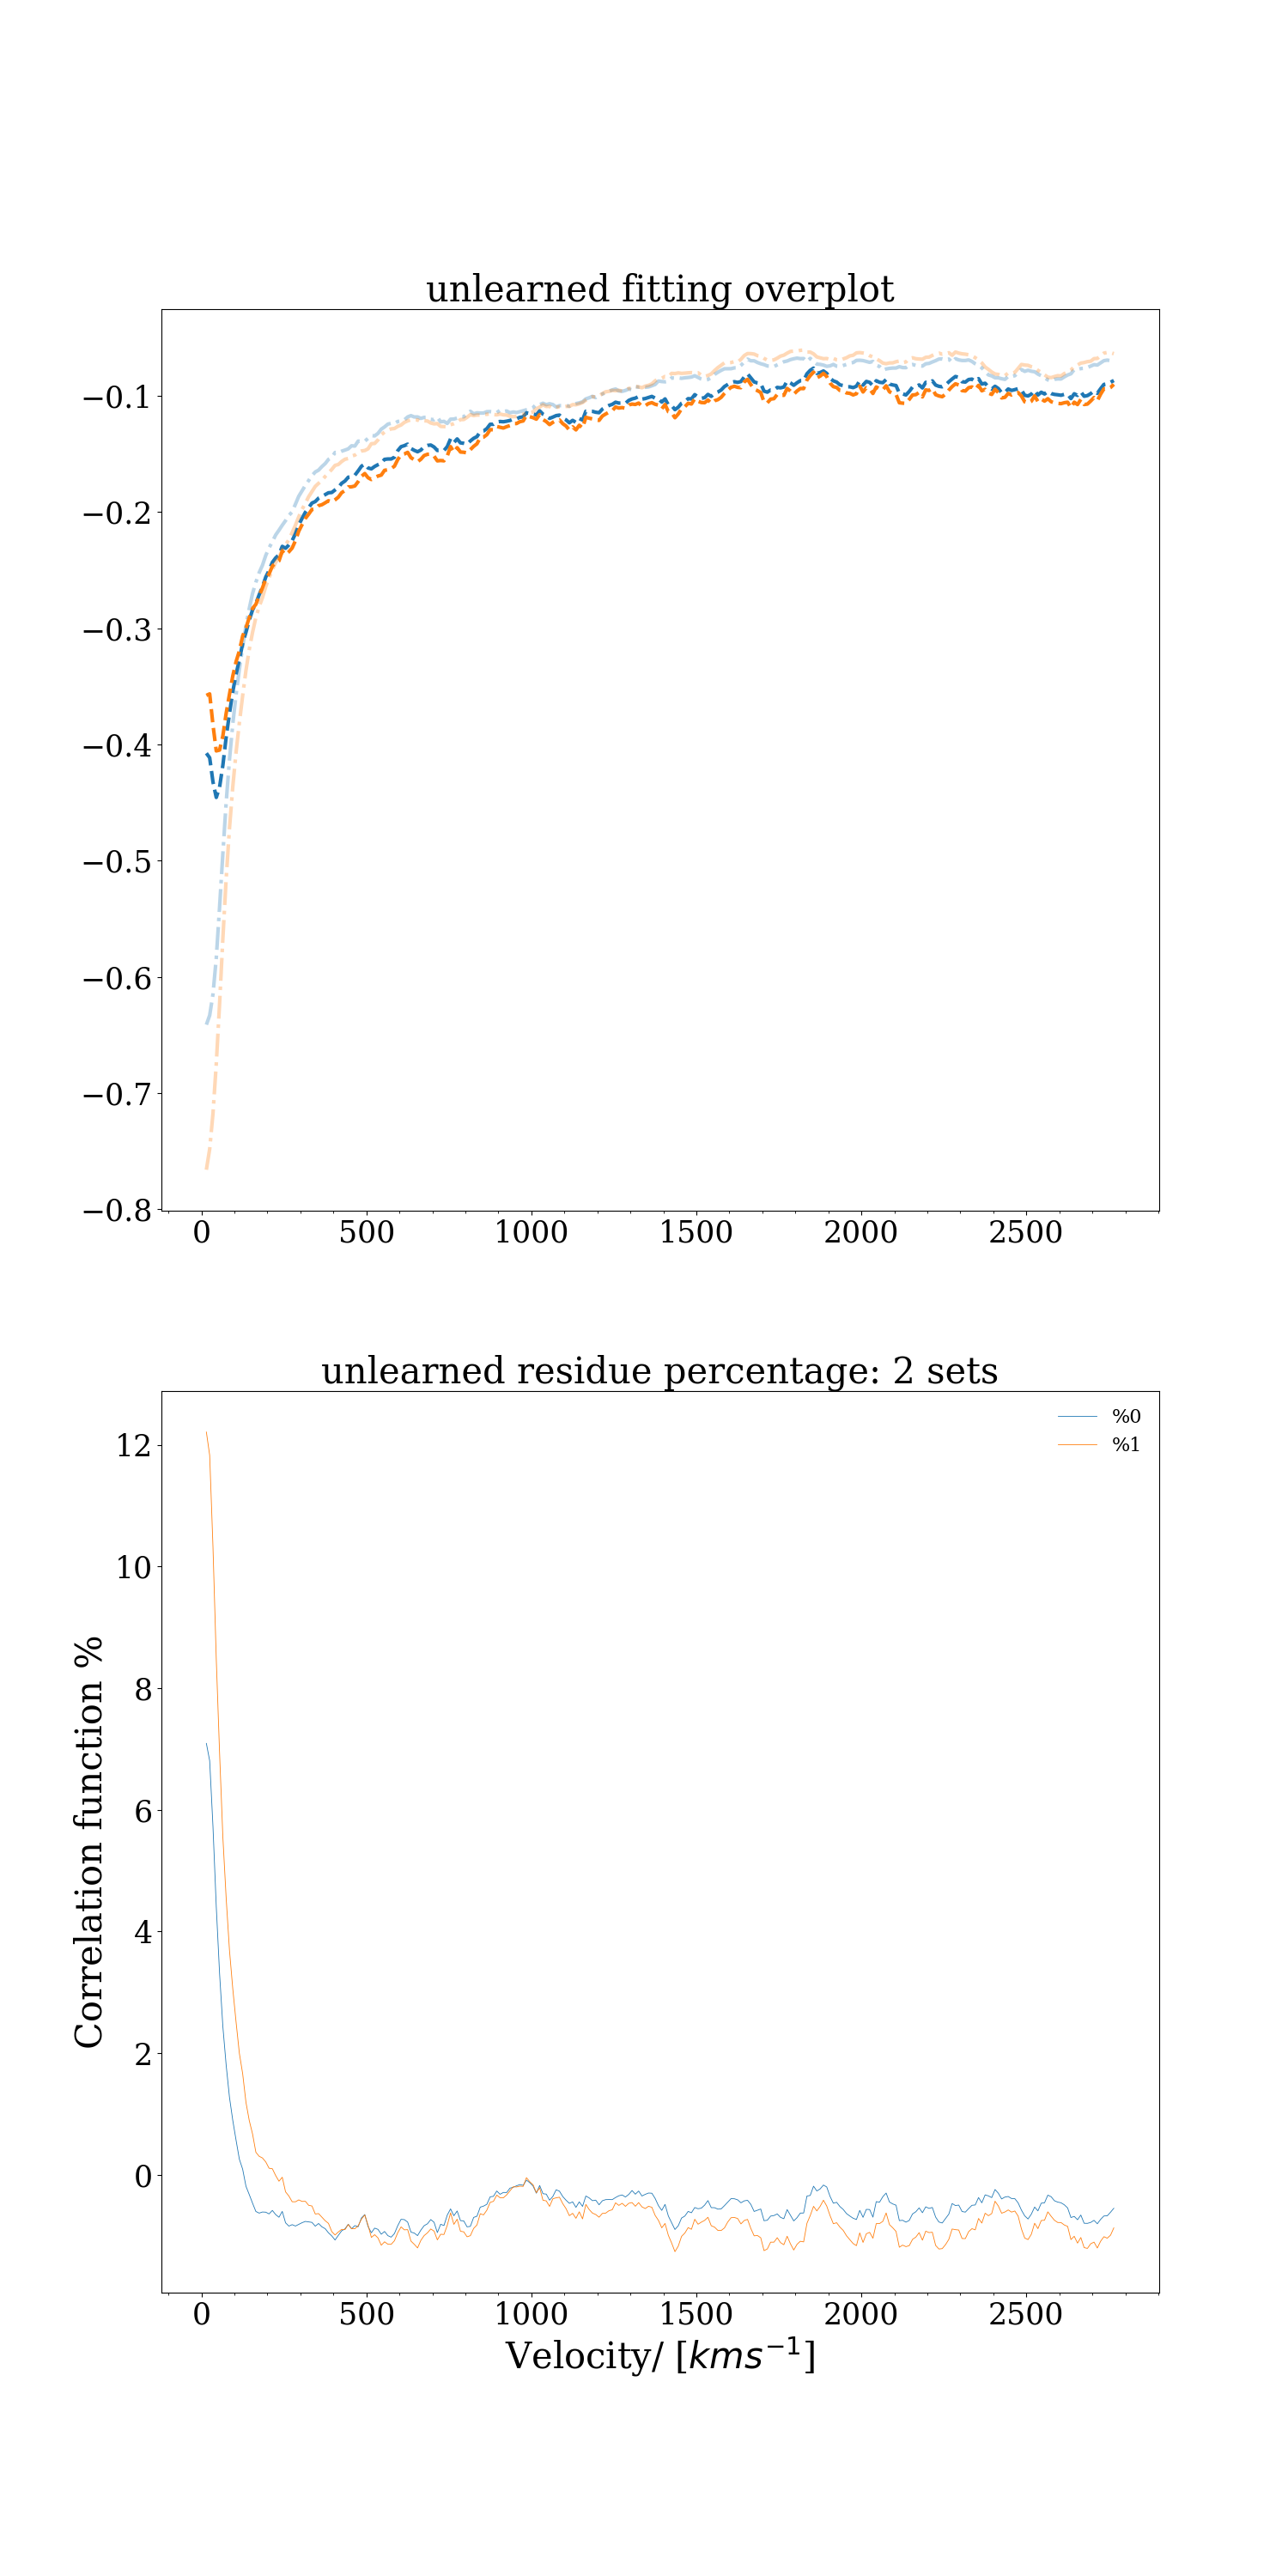 unlearned fitting overplot
−0.1
−0.2
−0.3
−0.4
−0.5
−0.6
−0.7
−0.8
0 500 1000 1500 2000 2500
unlearned residue percentage: 2 sets
%0
%1
12
10
8
6
4
2
0
Correlation function %
0 500 1000 1500 2000 2500
Velocity/ [kms⁻¹]